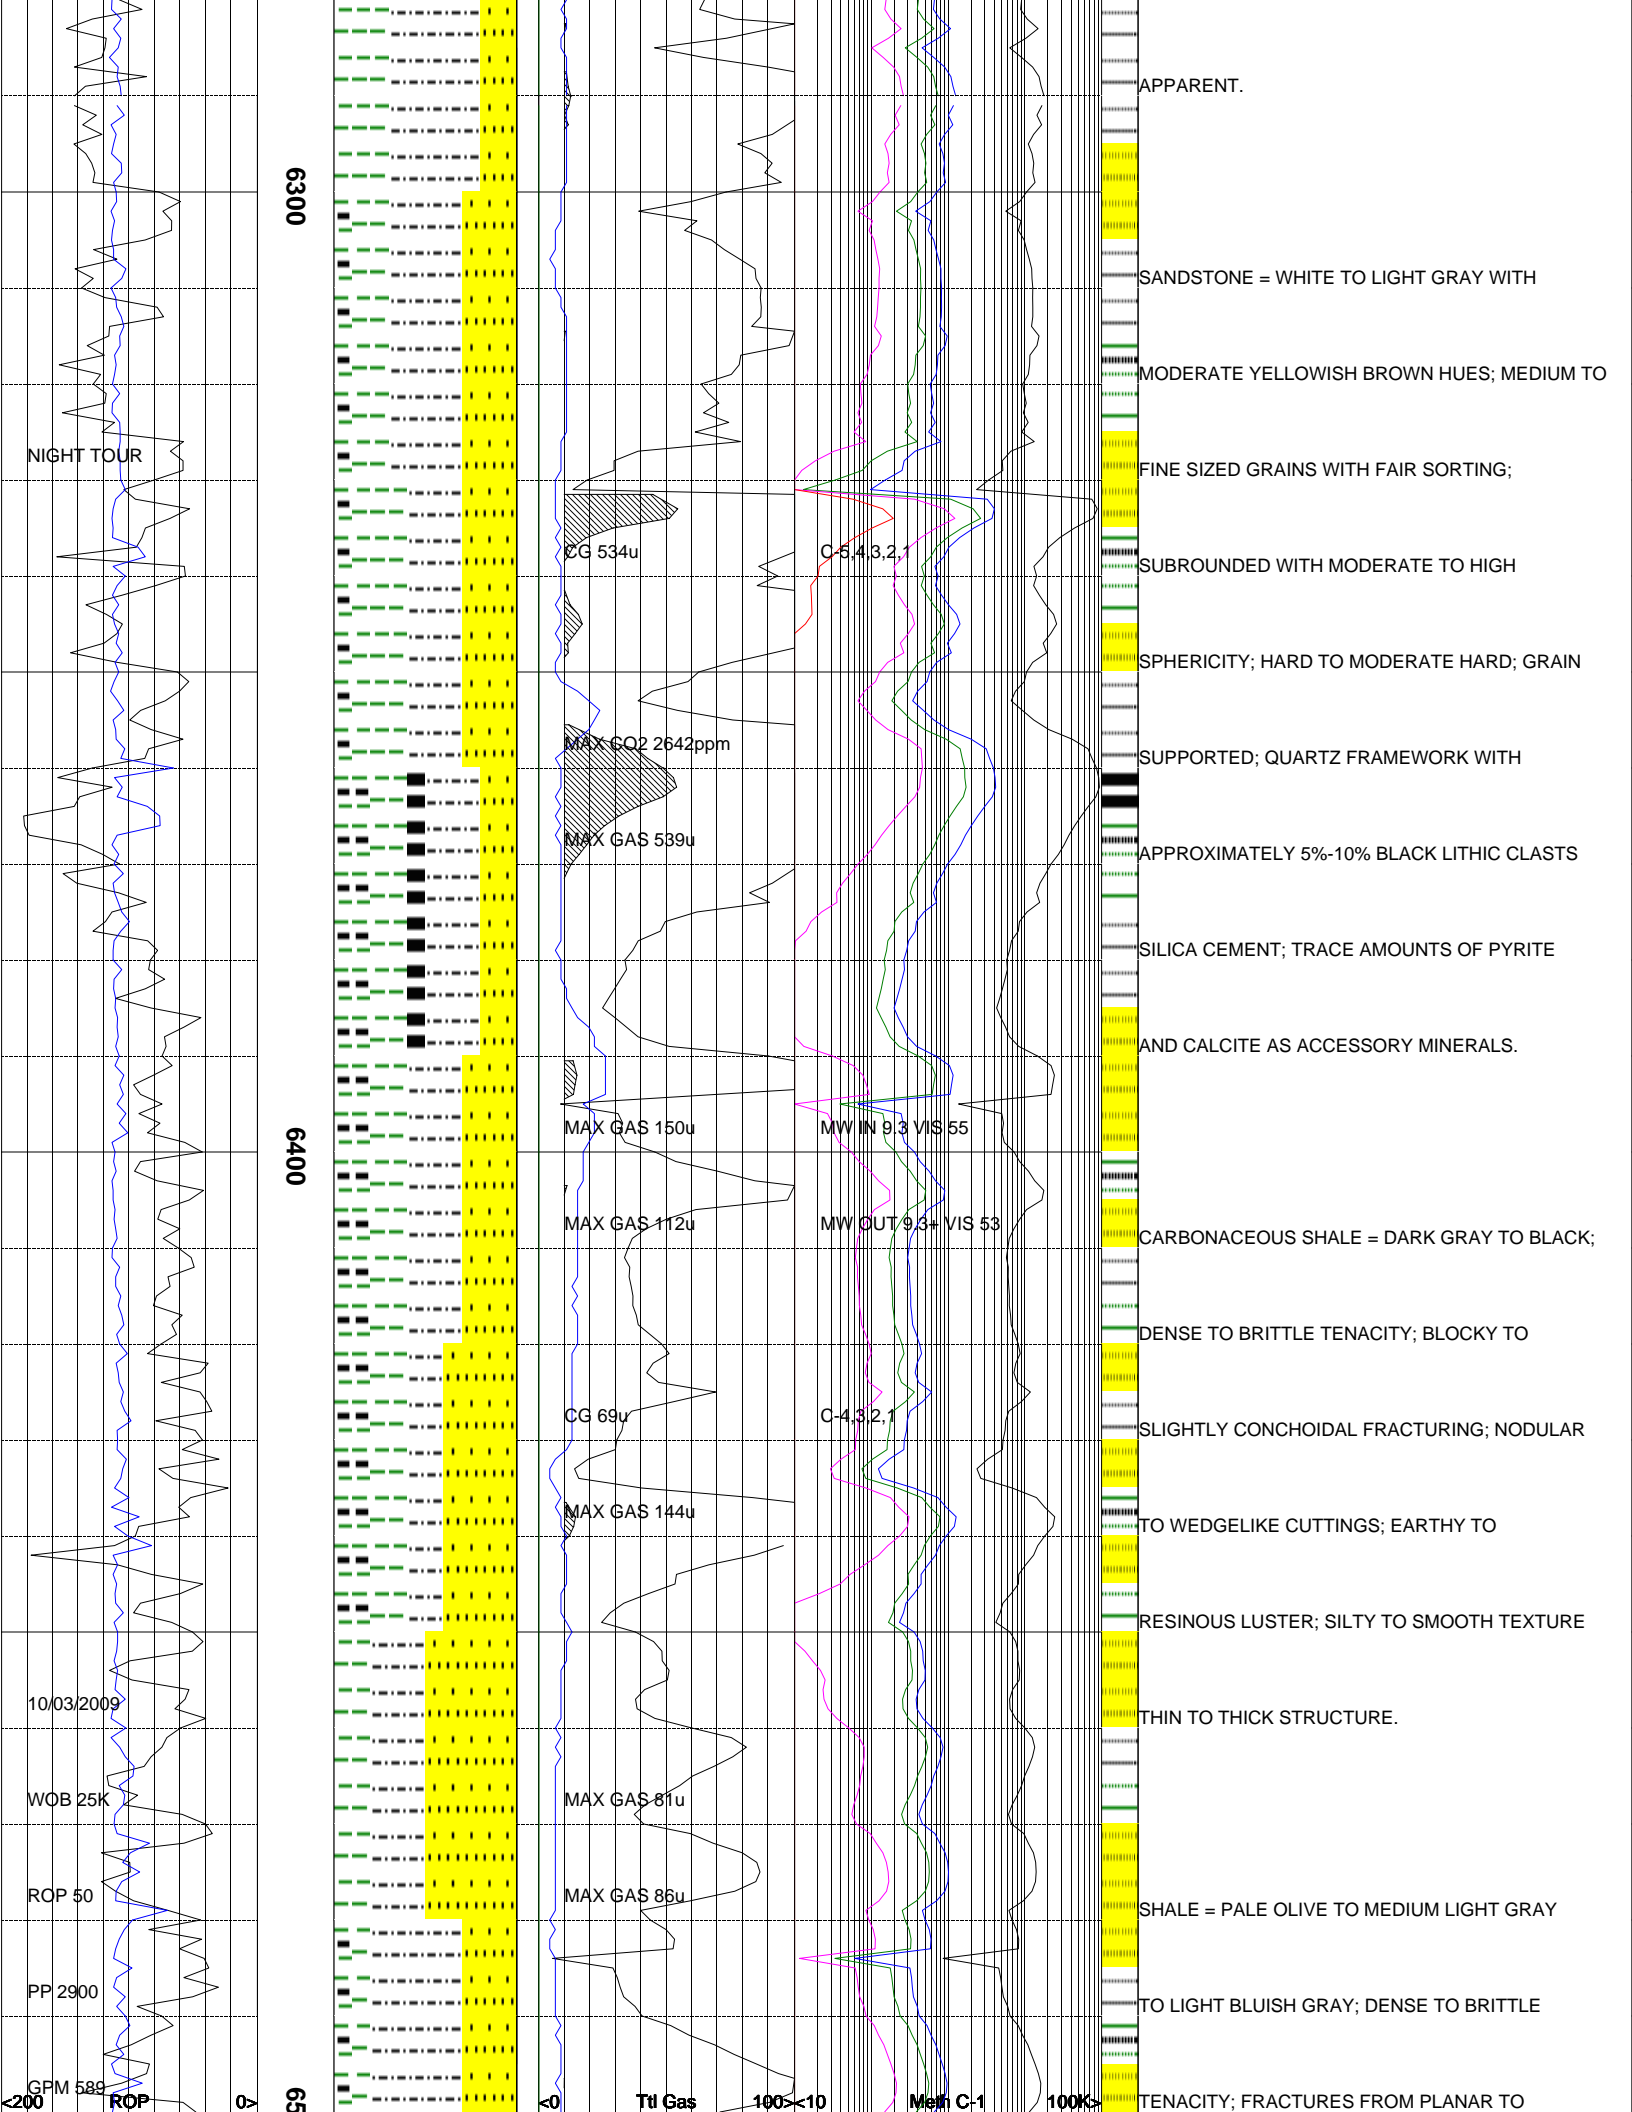 APPARENT.
6300
SANDSTONE = WHITE TO LIGHT GRAY WITH
MODERATE YELLOWISH BROWN HUES; MEDIUM TO
NIGHT TOUR
FINE SIZED GRAINS WITH FAIR SORTING;
CG 534u
C-5,4,3,2,1
SUBROUNDED WITH MODERATE TO HIGH
SPHERICITY; HARD TO MODERATE HARD; GRAIN
MAX CO2 2642ppm
SUPPORTED; QUARTZ FRAMEWORK WITH
MAX GAS 539u
APPROXIMATELY 5%-10% BLACK LITHIC CLASTS
SILICA CEMENT; TRACE AMOUNTS OF PYRITE
AND CALCITE AS ACCESSORY MINERALS.
MAX GAS 150u
MW IN 9.3 VIS 55
6400
MAX GAS 112u
MW OUT 9.3+ VIS 53
CARBONACEOUS SHALE = DARK GRAY TO BLACK;
DENSE TO BRITTLE TENACITY; BLOCKY TO
CG 69u
C-4,3,2,1
SLIGHTLY CONCHOIDAL FRACTURING; NODULAR
MAX GAS 144u
TO WEDGELIKE CUTTINGS; EARTHY TO
RESINOUS LUSTER; SILTY TO SMOOTH TEXTURE
10/03/2009
THIN TO THICK STRUCTURE.
WOB 25K
MAX GAS 81u
ROP 50
MAX GAS 86u
SHALE = PALE OLIVE TO MEDIUM LIGHT GRAY
PP 2900
TO LIGHT BLUISH GRAY; DENSE TO BRITTLE
GPM 589
65
<200 ROP 0>
<0 Ttl Gas 100>
<10 Meth C-1 100K>
TENACITY; FRACTURES FROM PLANAR TO